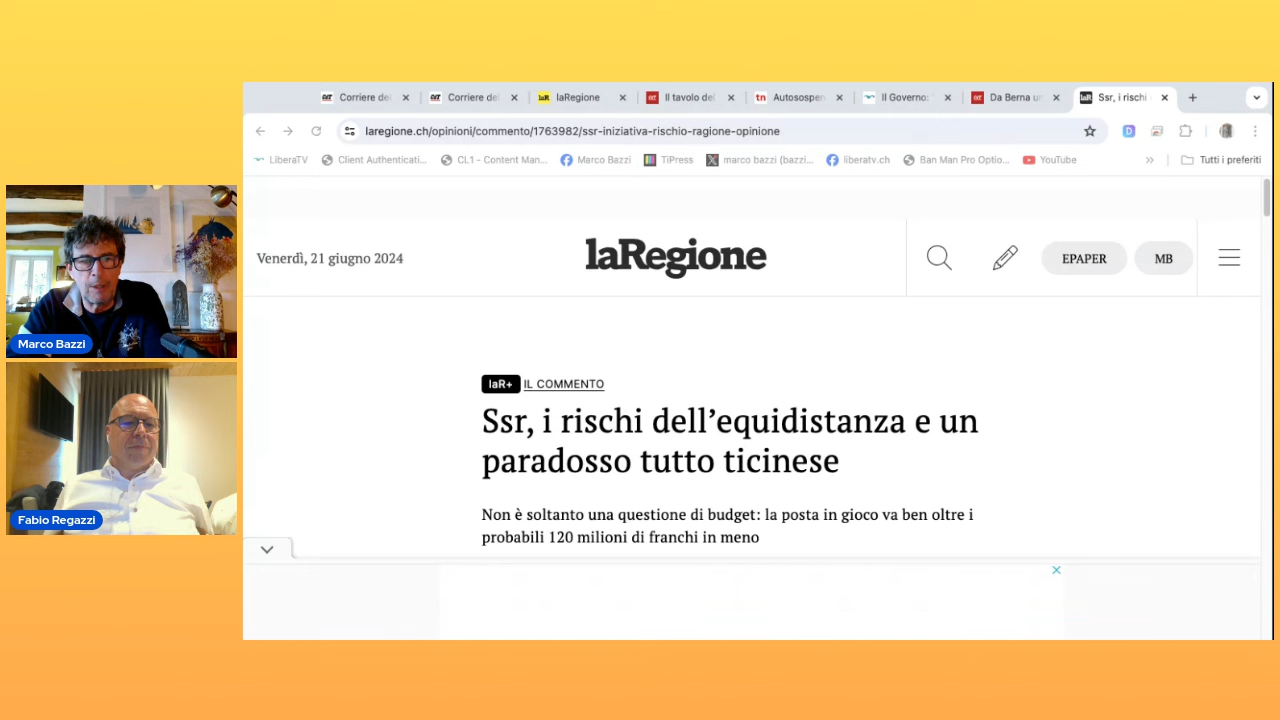 Corriere del
Corriere del
laR laRegione
Il tavolo del
tn Autosospen
Il Governo:
Da Berna un
laR Ssr, i rischi
laregione.ch/opinioni/commento/1763982/ssr-iniziativa-rischio-ragione-opinione
LiberaTV
Client Authenticati...
CL1 - Content Man...
Marco Bazzi
TiPress
marco bazzi (bazzi...
liberatv.ch
Ban Man Pro Optio...
YouTube
Tutti i preferiti
Venerdì, 21 giugno 2024
laRegione
EPAPER
MB
laR+ IL COMMENTO
Ssr, i rischi dell’equidistanza e un
paradosso tutto ticinese
Non è soltanto una questione di budget: la posta in gioco va ben oltre i
probabili 120 milioni di franchi in meno
Marco Bazzi
Fabio Regazzi